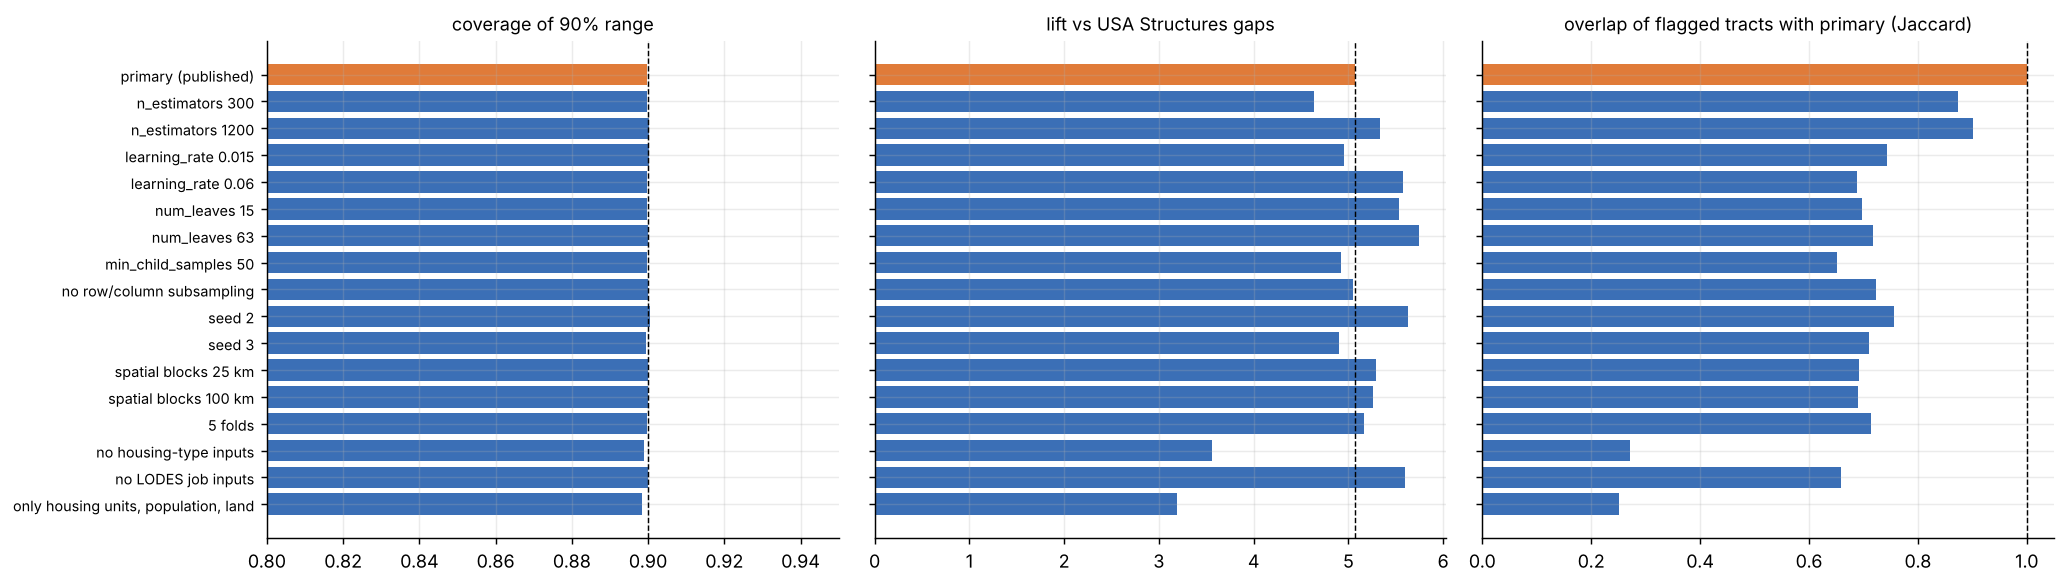 coverage of 90% range
lift vs USA Structures gaps
overlap of flagged tracts with primary (Jaccard)
primary (published)
n_estimators 300
n_estimators 1200
learning_rate 0.015
learning_rate 0.06
num_leaves 15
num_leaves 63
min_child_samples 50
no row/column subsampling
seed 2
seed 3
spatial blocks 25 km
spatial blocks 100 km
5 folds
no housing-type inputs
no LODES job inputs
only housing units, population, land
0.80 0.82 0.84 0.86 0.88 0.90 0.92 0.94
0 1 2 3 4 5 6
0.0 0.2 0.4 0.6 0.8 1.0